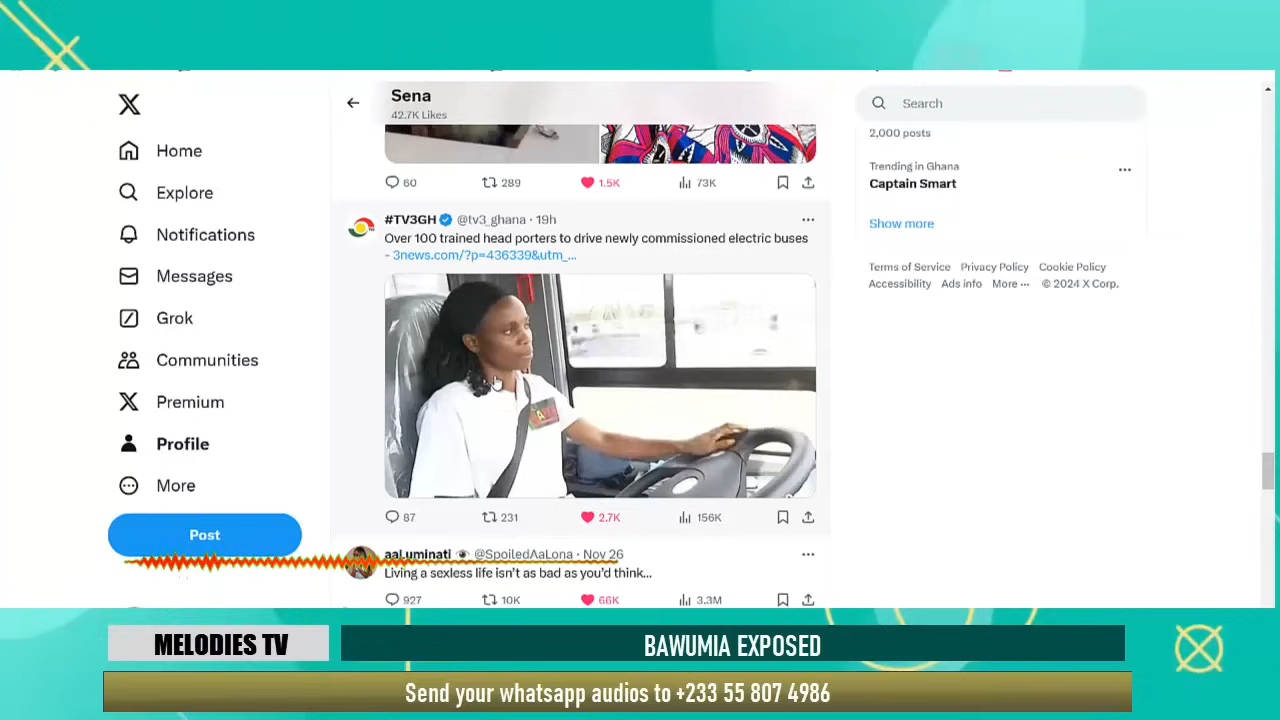 Sena
42.7K Likes
Search
Home
Explore
Notifications
Messages
Grok
Communities
Premium
Profile
More
Post
60 289 1.5K 73K
#TV3GH @tv3_ghana · 19h
Over 100 trained head porters to drive newly commissioned electric buses
- 3news.com/?p=436339&utm_...
87 231 2.7K 156K
aaLuminati @SpoiledAaLona · Nov 26
Living a sexless life isn't as bad as you'd think...
927 10K 66K 3.3M
2,000 posts
Trending in Ghana
Captain Smart
Show more
Terms of Service Privacy Policy Cookie Policy
Accessibility Ads info More ··· © 2024 X Corp.
MELODIES TV
BAWUMIA EXPOSED
Send your whatsapp audios to +233 55 807 4986